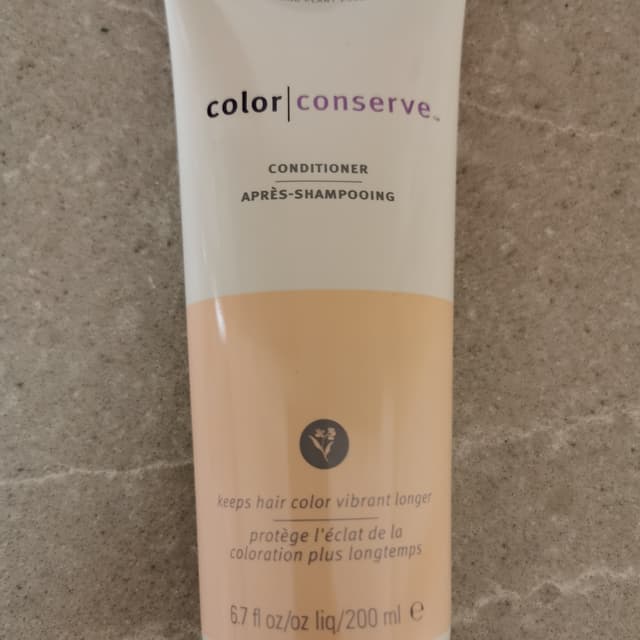 color|conserve™
CONDITIONER
APRÈS-SHAMPOOING
keeps hair color vibrant longer
protège l'éclat de la
coloration plus longtemps
6.7 fl oz/oz liq/200 ml ℮